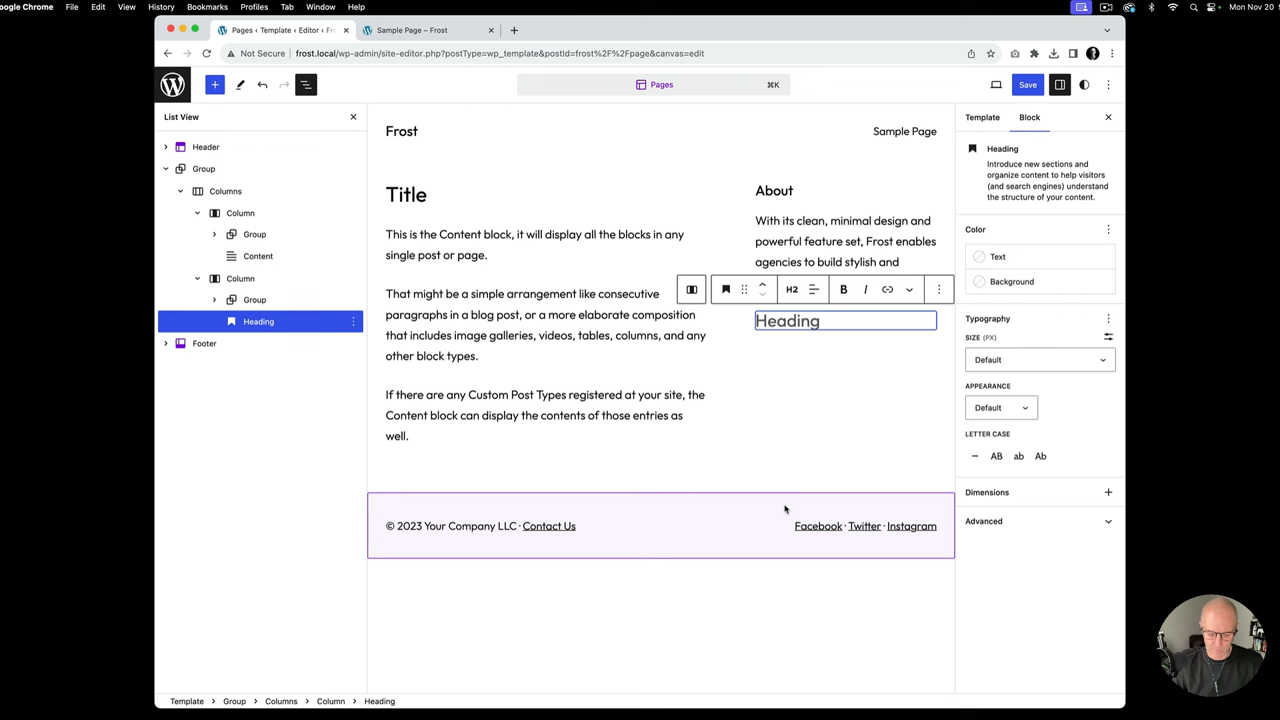 Google Chrome File Edit View History Bookmarks Profiles Tab Window Help Mon Nov 20
Pages ‹ Template ‹ Editor ‹ Fr Sample Page – Frost
Not Secure frost.local/wp-admin/site-editor.php?postType=wp_template&postId=frost%2F%2Fpage&canvas=edit
Pages ⌘K Save
List View
Header
Group
Columns
Column
Group
Content
Column
Group
Heading
Footer
Frost
Sample Page
Title
This is the Content block, it will display all the blocks in any
single post or page.
That might be a simple arrangement like consecutive
paragraphs in a blog post, or a more elaborate composition
that includes image galleries, videos, tables, columns, and any
other block types.
If there are any Custom Post Types registered at your site, the
Content block can display the contents of those entries as
well.
About
With its clean, minimal design and
powerful feature set, Frost enables
agencies to build stylish and
H2 B I
Heading
© 2023 Your Company LLC · Contact Us
Facebook · Twitter · Instagram
Template Block
Heading
Introduce new sections and
organize content to help visitors
(and search engines) understand
the structure of your content.
Color
Text
Background
Typography
SIZE (PX)
Default
APPEARANCE
Default
LETTER CASE
– AB ab Ab
Dimensions
Advanced
Template > Group > Columns > Column > Heading